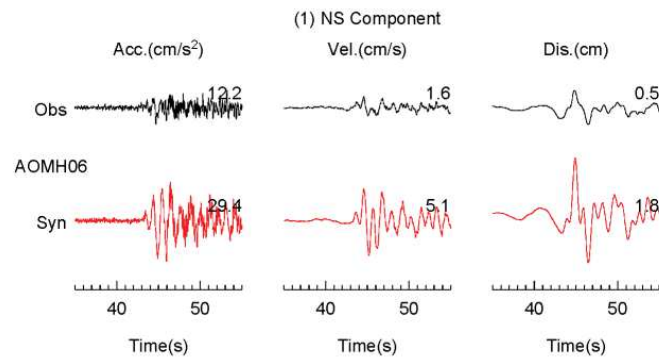 (1) NS Component
Acc.(cm/s²) Vel.(cm/s) Dis.(cm)
Obs 12.2 1.6 0.5
AOMH06
Syn 29.4 5.1 1.8
40 50 40 50 40 50
Time(s) Time(s) Time(s)